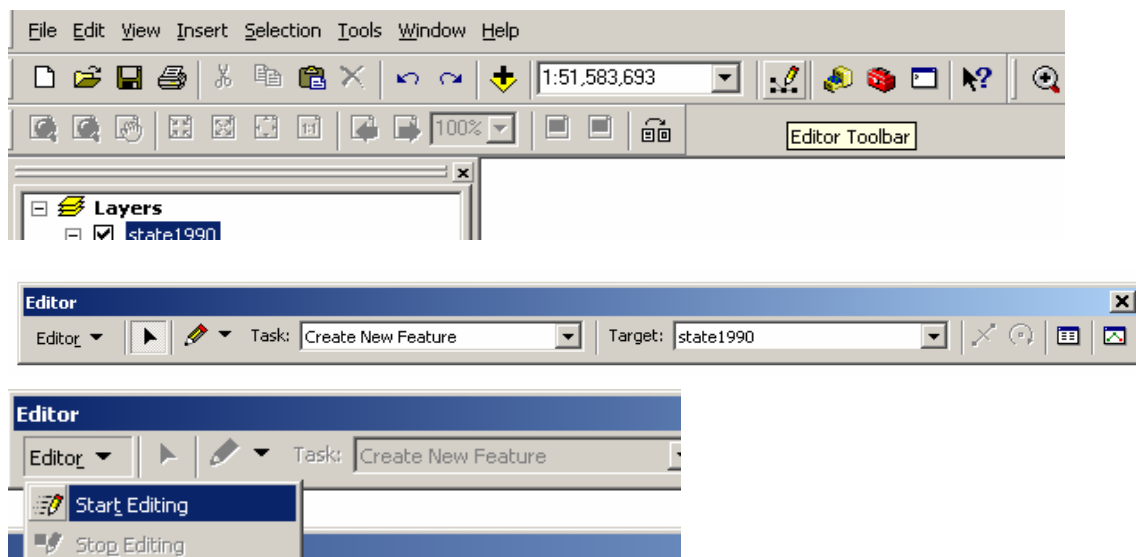 File Edit View Insert Selection Tools Window Help
1:51,583,693
100%
Editor Toolbar
Layers
state1990
Editor
Editor Task: Create New Feature Target: state1990
Editor
Editor Task: Create New Feature
Start Editing
Stop Editing